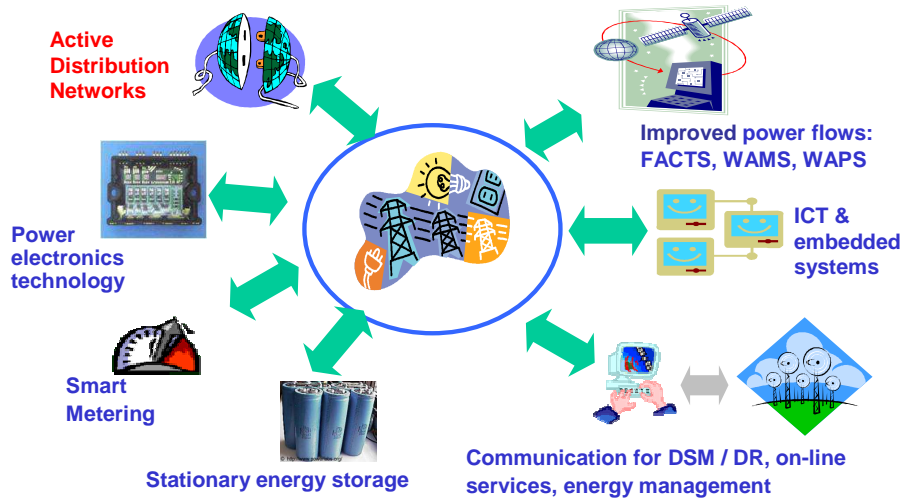 Active
Distribution
Networks
Improved power flows:
FACTS, WAMS, WAPS
Power
electronics
technology
ICT &
embedded
systems
Smart
Metering
Stationary energy storage
Communication for DSM / DR, on-line
services, energy management